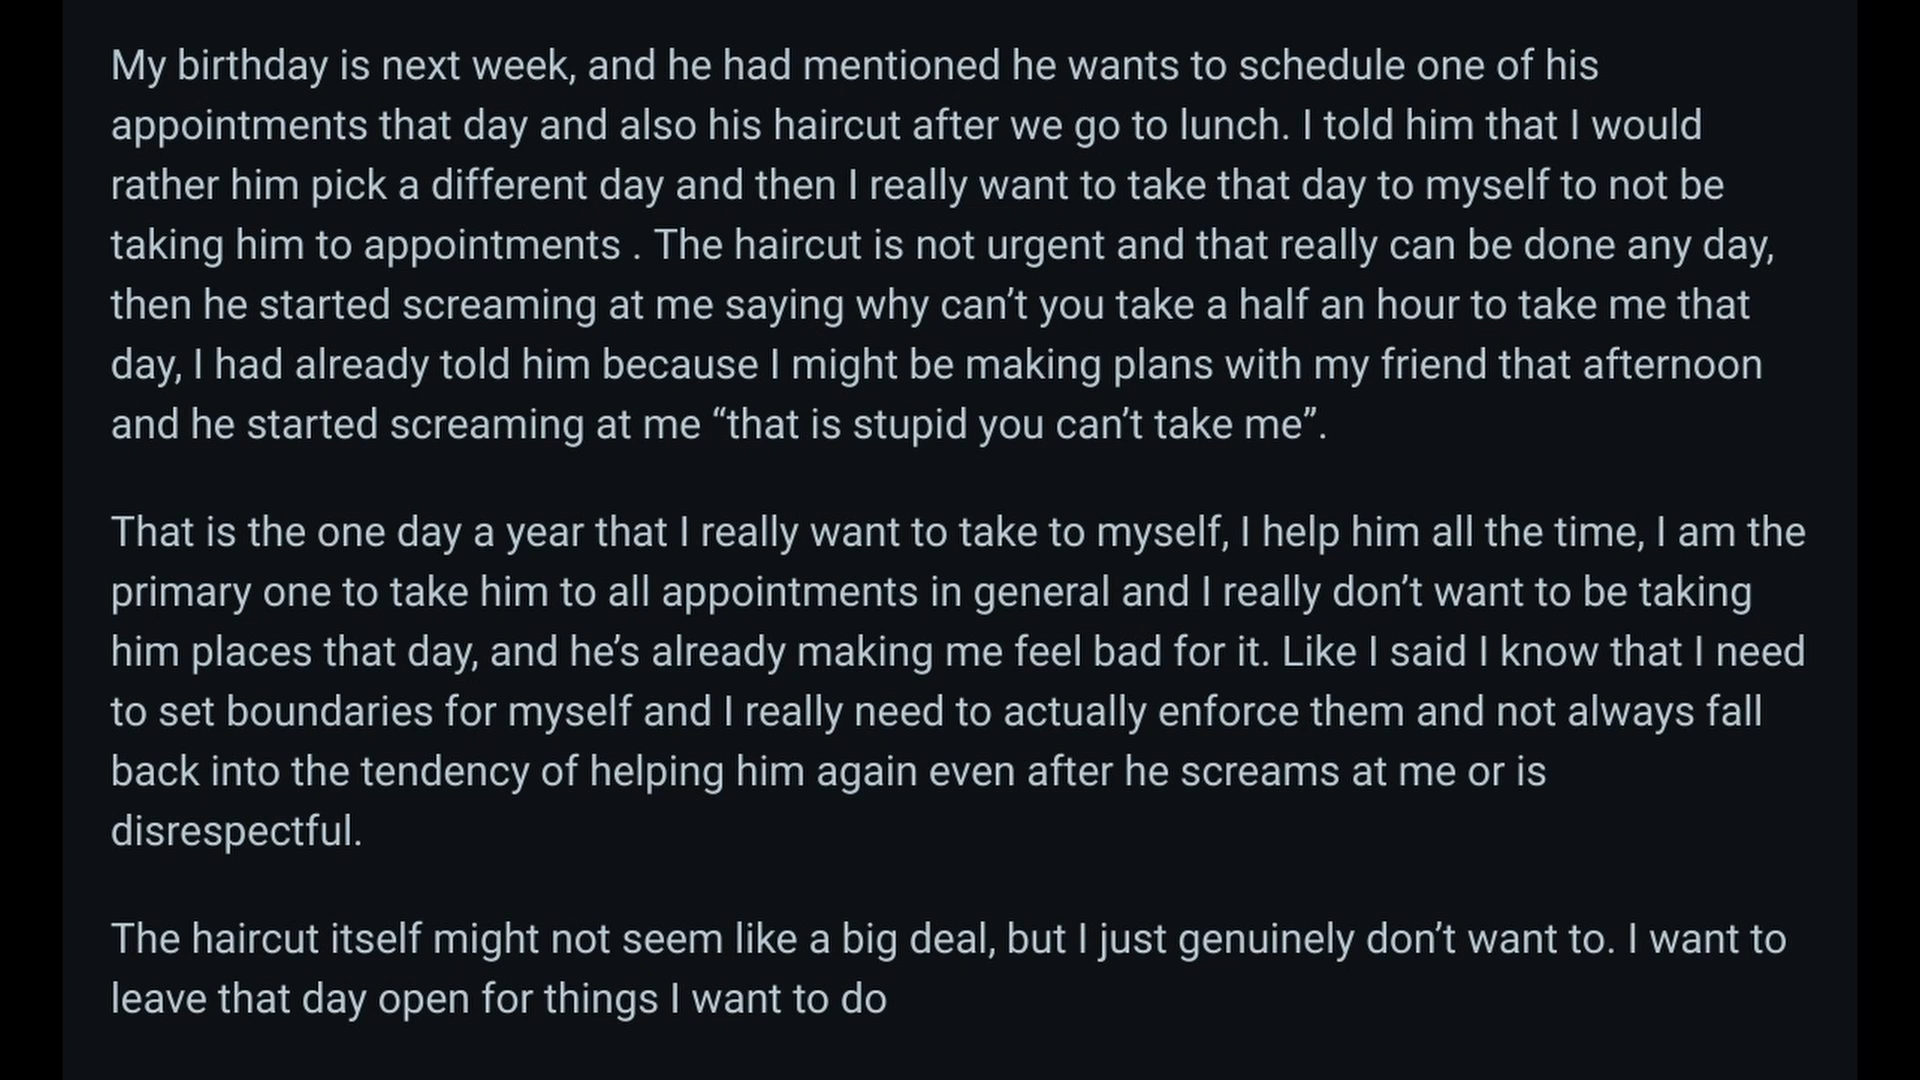 My birthday is next week, and he had mentioned he wants to schedule one of his
appointments that day and also his haircut after we go to lunch. I told him that I would
rather him pick a different day and then I really want to take that day to myself to not be
taking him to appointments . The haircut is not urgent and that really can be done any day,
then he started screaming at me saying why can’t you take a half an hour to take me that
day, I had already told him because I might be making plans with my friend that afternoon
and he started screaming at me “that is stupid you can’t take me”.
That is the one day a year that I really want to take to myself, I help him all the time, I am the
primary one to take him to all appointments in general and I really don’t want to be taking
him places that day, and he’s already making me feel bad for it. Like I said I know that I need
to set boundaries for myself and I really need to actually enforce them and not always fall
back into the tendency of helping him again even after he screams at me or is
disrespectful.
The haircut itself might not seem like a big deal, but I just genuinely don’t want to. I want to
leave that day open for things I want to do